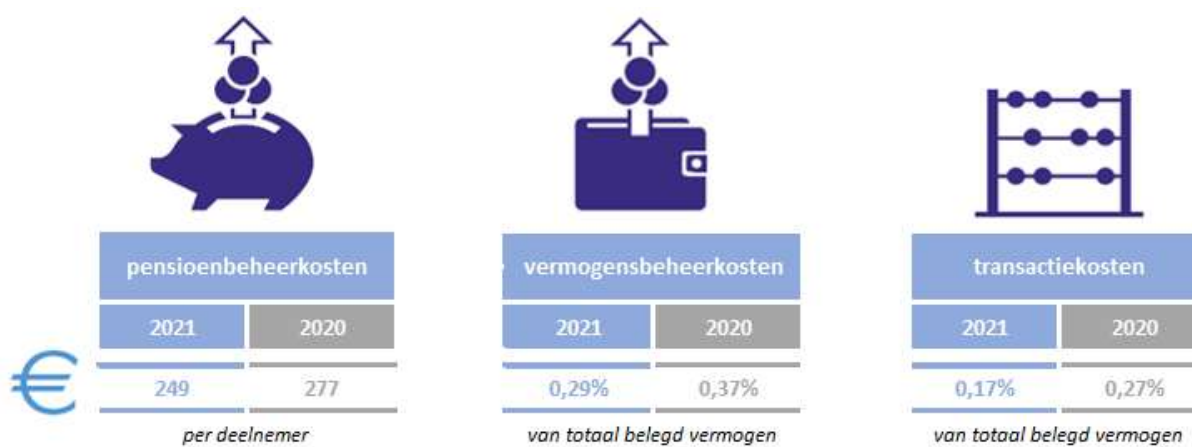 pensioenbeheerkosten
2021 2020
€ 249 277
per deelnemer
vermogensbeheerkosten
2021 2020
0,29% 0,37%
van totaal belegd vermogen
transactiekosten
2021 2020
0,17% 0,27%
van totaal belegd vermogen